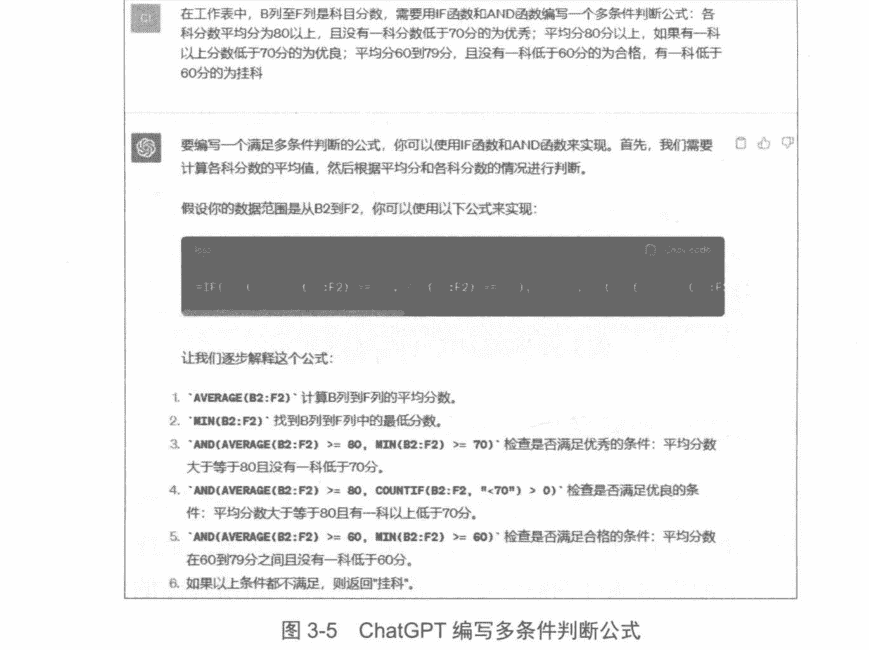 在工作表中，B列至F列是科目分数，需要用IF函数和AND函数编写一个多条件判断公式：各
科分数平均分为80以上，且没有一科分数低于70分的为优秀；平均分80分以上，如果有一科
以上分数低于70分的为优良；平均分60到79分，且没有一科低于60分的为合格，有一科低于
60分的为挂科
要编写一个满足多条件判断的公式，你可以使用IF函数和AND函数来实现。首先，我们需要
计算各科分数的平均值，然后根据平均分和各科分数的情况进行判断。
假设你的数据范围是从B2到F2，你可以使用以下公式来实现：
Copy code
=IF( ( ( :F2) >= , ( :F2) >= ), , ( ( ( :F
让我们逐步解释这个公式：
1. `AVERAGE(B2:F2)` 计算B列到F列的平均分数。
2. `MIN(B2:F2)` 找到B列到F列中的最低分数。
3. `AND(AVERAGE(B2:F2) >= 80, MIN(B2:F2) >= 70)` 检查是否满足优秀的条件：平均分数
大于等于80且没有一科低于70分。
4. `AND(AVERAGE(B2:F2) >= 80, COUNTIF(B2:F2, "<70") > 0)` 检查是否满足优良的条
件：平均分数大于等于80且有一科以上低于70分。
5. `AND(AVERAGE(B2:F2) >= 60, MIN(B2:F2) >= 60)` 检查是否满足合格的条件：平均分数
在60到79分之间且没有一科低于60分。
6. 如果以上条件都不满足，则返回"挂科"。
图 3-5 ChatGPT 编写多条件判断公式